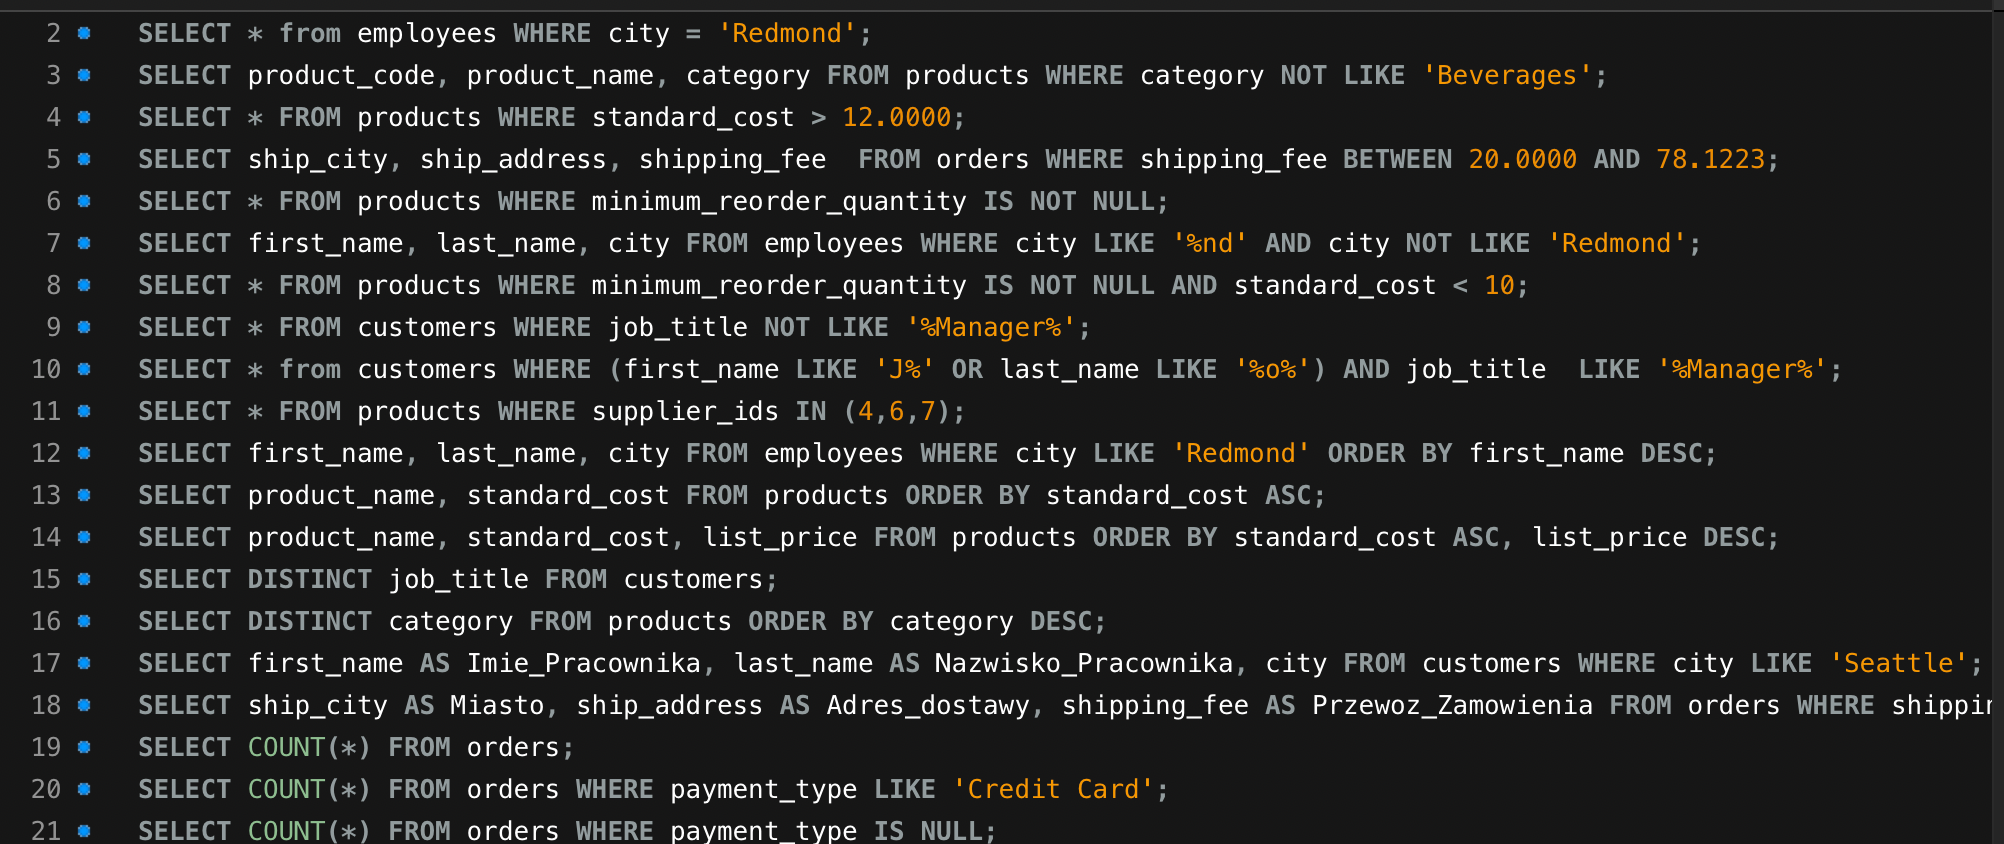 2 SELECT * from employees WHERE city = 'Redmond';
3 SELECT product_code, product_name, category FROM products WHERE category NOT LIKE 'Beverages';
4 SELECT * FROM products WHERE standard_cost > 12.0000;
5 SELECT ship_city, ship_address, shipping_fee  FROM orders WHERE shipping_fee BETWEEN 20.0000 AND 78.1223;
6 SELECT * FROM products WHERE minimum_reorder_quantity IS NOT NULL;
7 SELECT first_name, last_name, city FROM employees WHERE city LIKE '%nd' AND city NOT LIKE 'Redmond';
8 SELECT * FROM products WHERE minimum_reorder_quantity IS NOT NULL AND standard_cost < 10;
9 SELECT * FROM customers WHERE job_title NOT LIKE '%Manager%';
10 SELECT * from customers WHERE (first_name LIKE 'J%' OR last_name LIKE '%o%') AND job_title  LIKE '%Manager%';
11 SELECT * FROM products WHERE supplier_ids IN (4,6,7);
12 SELECT first_name, last_name, city FROM employees WHERE city LIKE 'Redmond' ORDER BY first_name DESC;
13 SELECT product_name, standard_cost FROM products ORDER BY standard_cost ASC;
14 SELECT product_name, standard_cost, list_price FROM products ORDER BY standard_cost ASC, list_price DESC;
15 SELECT DISTINCT job_title FROM customers;
16 SELECT DISTINCT category FROM products ORDER BY category DESC;
17 SELECT first_name AS Imie_Pracownika, last_name AS Nazwisko_Pracownika, city FROM customers WHERE city LIKE 'Seattle';
18 SELECT ship_city AS Miasto, ship_address AS Adres_dostawy, shipping_fee AS Przewoz_Zamowienia FROM orders WHERE
19 SELECT COUNT(*) FROM orders;
20 SELECT COUNT(*) FROM orders WHERE payment_type LIKE 'Credit Card';
21 SELECT COUNT(*) FROM orders WHERE payment_type IS NULL;